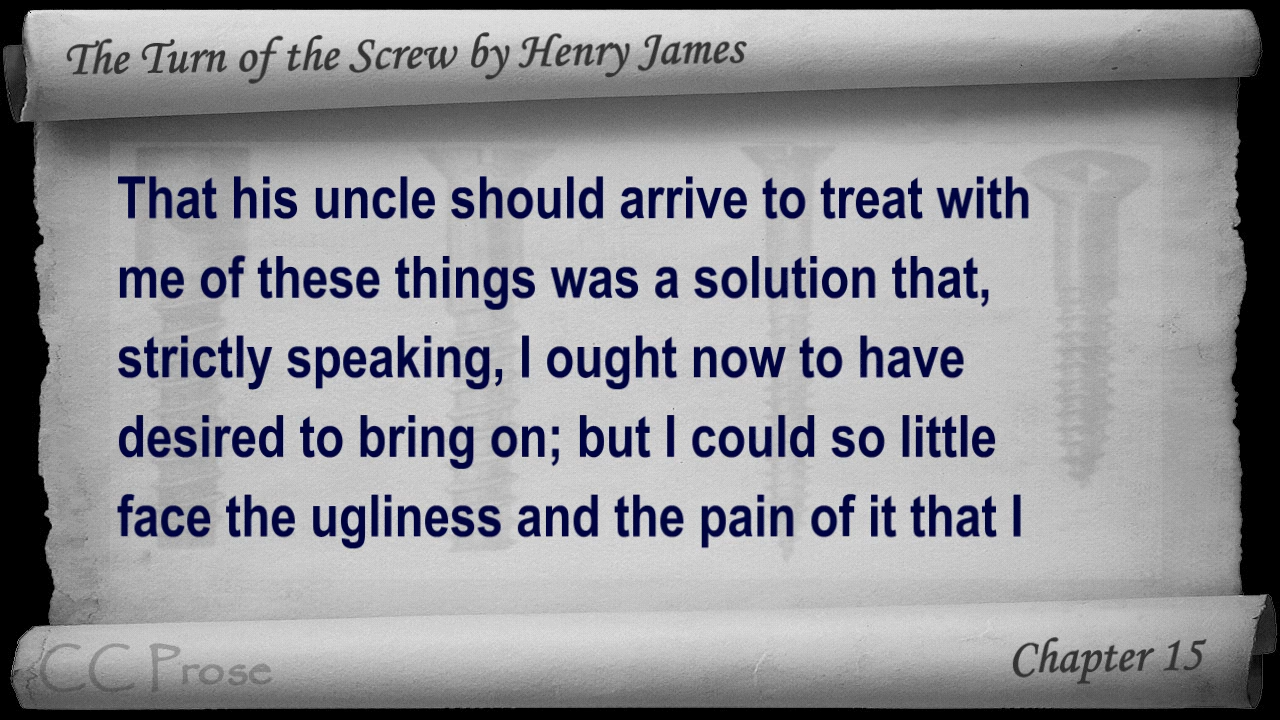 The Turn of the Screw by Henry James
That his uncle should arrive to treat with
me of these things was a solution that,
strictly speaking, I ought now to have
desired to bring on; but I could so little
face the ugliness and the pain of it that I
CC Prose
Chapter 15